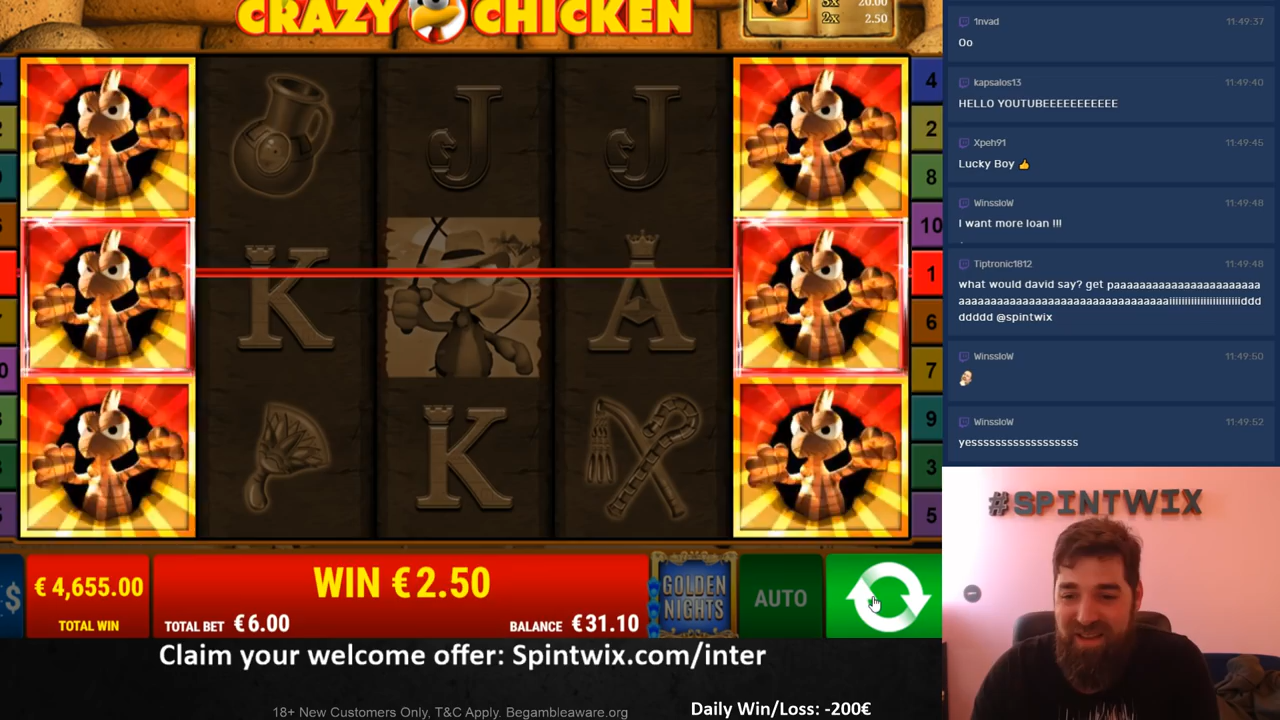 CRAZY CHICKEN
3x 20.00
2x 2.50
4
2
8
10
1
6
7
9
3
5
J
J
K
A
K
€ 4,655.00
TOTAL WIN
WIN €2.50
TOTAL BET €6.00
BALANCE €31.10
GOLDEN
NIGHTS
AUTO
Claim your welcome offer: Spintwix.com/inter
18+ New Customers Only, T&C Apply. Begambleaware.org
Daily Win/Loss: -200€
1nvad 11:49:37
Oo
kapsalos13 11:49:40
HELLO YOUTUBEEEEEEEEEEE
Xpeh91 11:49:45
Lucky Boy 👍
WinssloW 11:49:48
I want more loan !!!
Tiptronic1812 11:49:48
what would david say? get paaaaaaaaaaaaaaaaaaaaaaa
aaaaaaaaaaaaaaaaaaaaaaaaaaaaaaaaaaiiiiiiiiiiiiiiiiiiiiiiiddd
ddddd @spintwix
WinssloW 11:49:50
WinssloW 11:49:52
yesssssssssssssssssss
#SPINTWIX